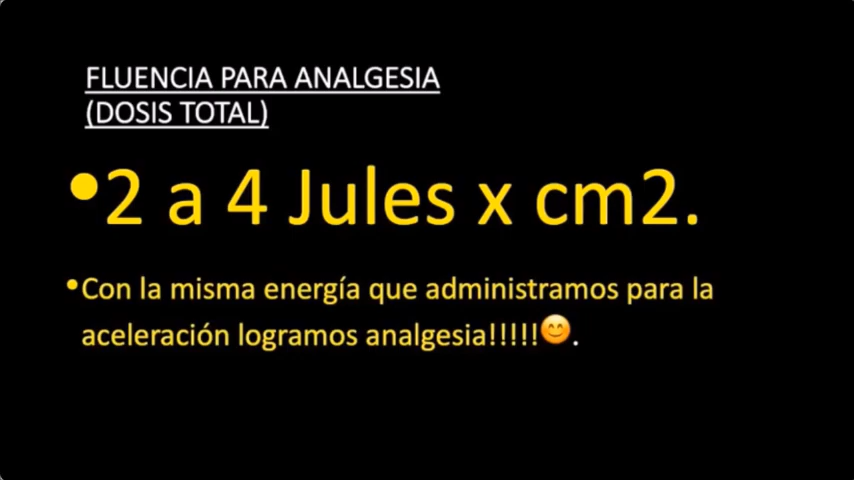 FLUENCIA PARA ANALGESIA
(DOSIS TOTAL)
•2 a 4 Jules x cm2.
•Con la misma energía que administramos para la
aceleración logramos analgesia!!!!!😊.